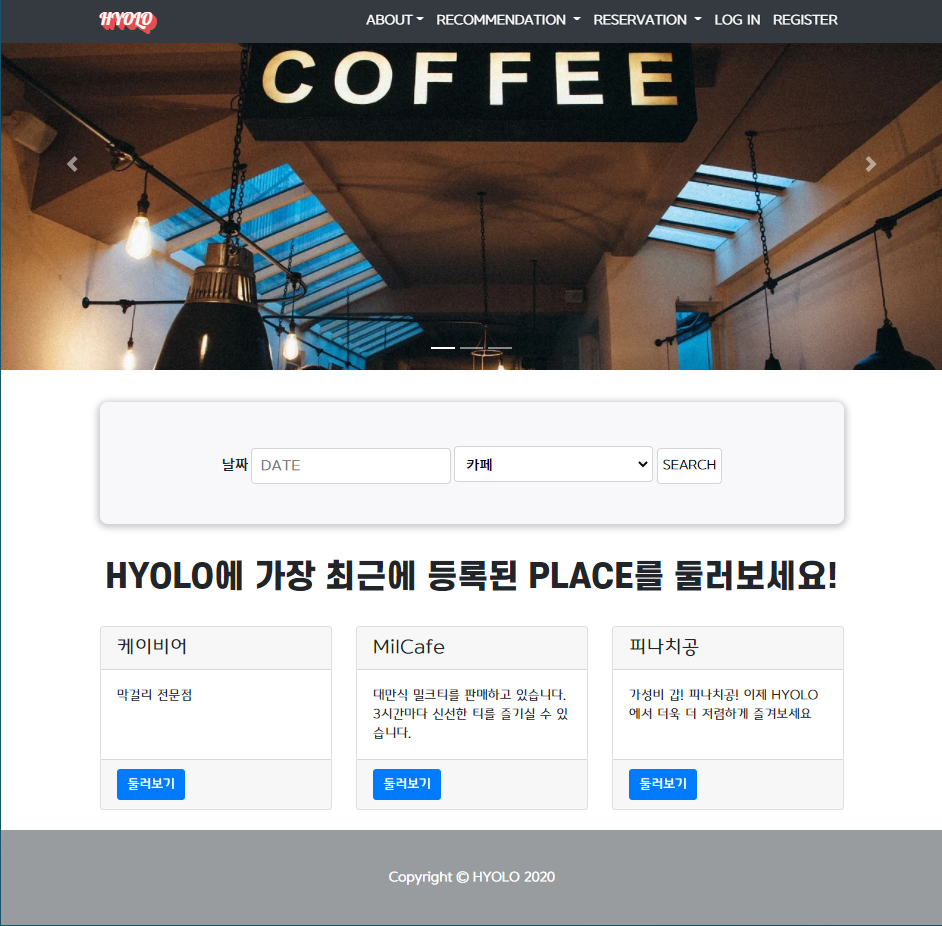 HYOLO
ABOUT RECOMMENDATION RESERVATION LOG IN REGISTER
COFFEE
날짜 DATE 카페 SEARCH
HYOLO에 가장 최근에 등록된 PLACE를 둘러보세요!
케이비어
막걸리 전문점
둘러보기
MilCafe
대만식 밀크티를 판매하고 있습니다.
3시간마다 신선한 티를 즐기실 수 있
습니다.
둘러보기
피나치공
가성비 갑! 피나치공! 이제 HYOLO
에서 더욱 더 저렴하게 즐겨보세요
둘러보기
Copyright © HYOLO 2020